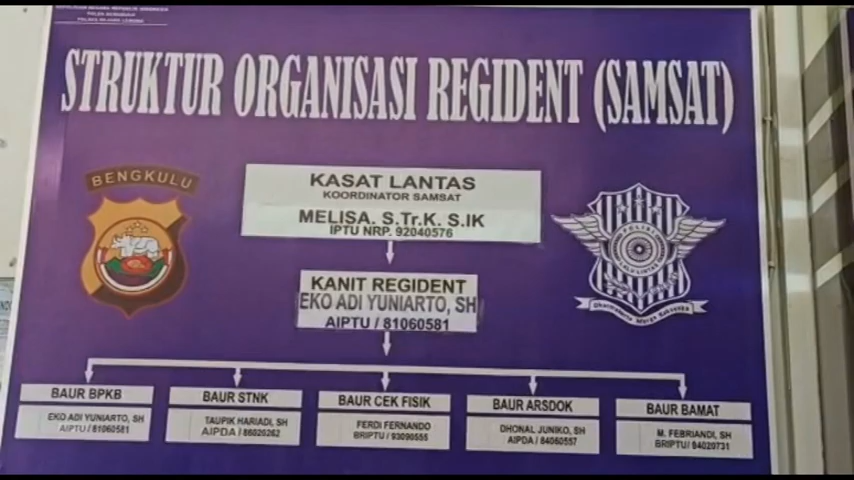 STRUKTUR ORGANISASI REGIDENT (SAMSAT)
BENGKULU
KASAT LANTAS
KOORDINATOR SAMSAT
MELISA. S.Tr.K. S.IK
IPTU NRP. 92040576
KANIT REGIDENT
EKO ADI YUNIARTO, SH
AIPTU / 81060581
BAUR BPKB
EKO ADI YUNIARTO, SH
AIPTU / 81060581
BAUR STNK
TAUPIK HARIADI, SH
AIPDA / 86020262
BAUR CEK FISIK
FERDI FERNANDO
BRIPTU / 93090555
BAUR ARSDOK
DHONAL JUNIKO, SH
AIPDA / 84060557
BAUR BAMAT
M. FEBRIANDI, SH
BRIPTU / 94020731